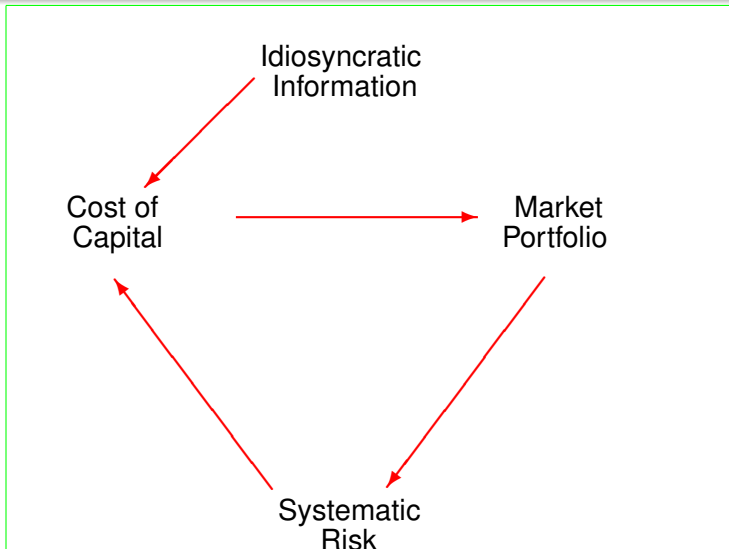 Idiosyncratic
Information
Cost of
Capital
Market
Portfolio
Systematic
Risk